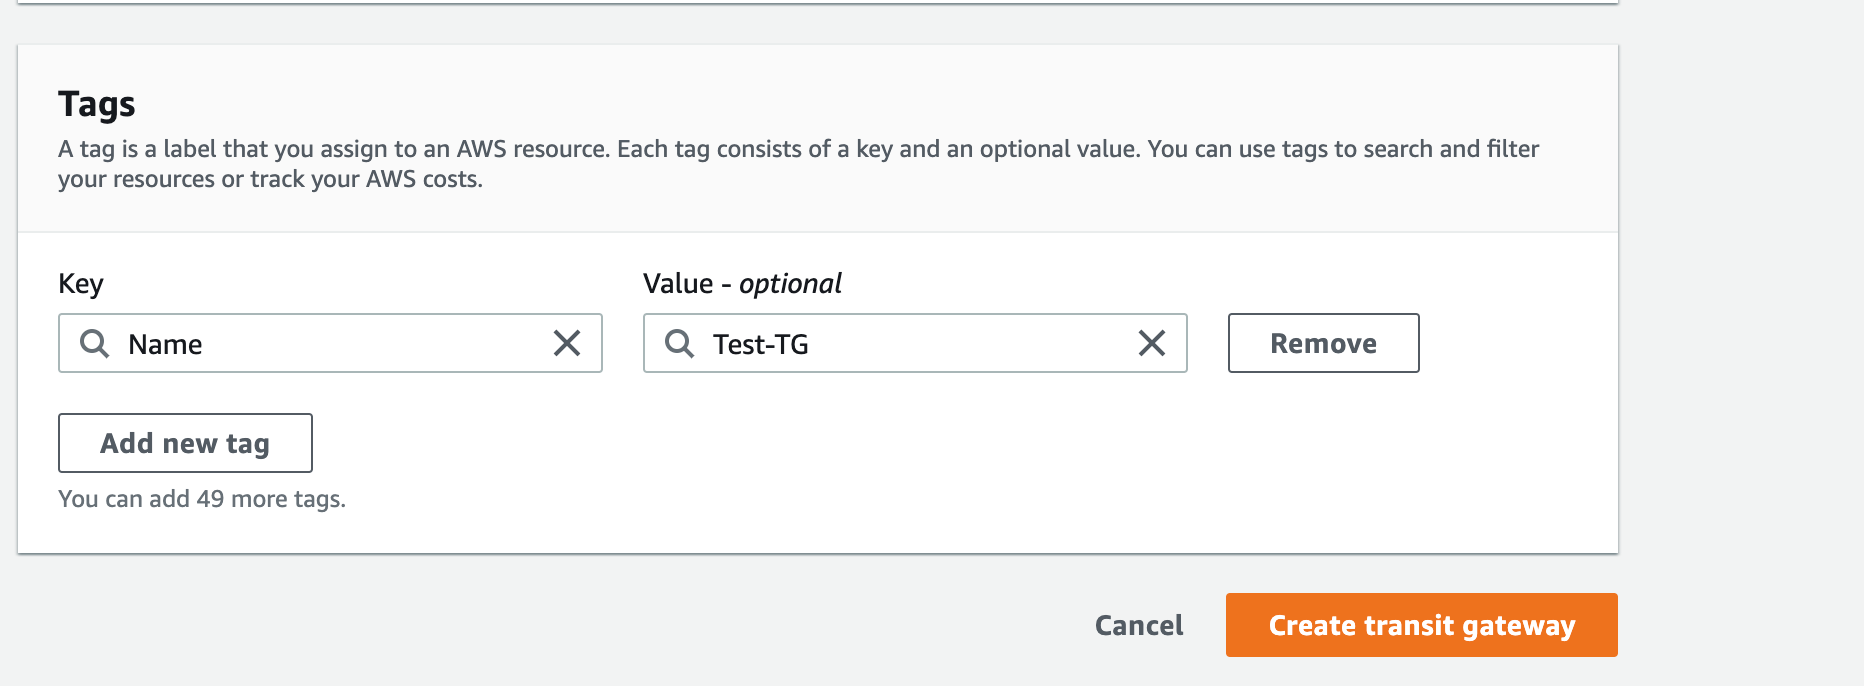 Tags
A tag is a label that you assign to an AWS resource. Each tag consists of a key and an optional value. You can use tags to search and filter
your resources or track your AWS costs.
Key
Value - optional
Name
Test-TG
Remove
Add new tag
You can add 49 more tags.
Cancel
Create transit gateway